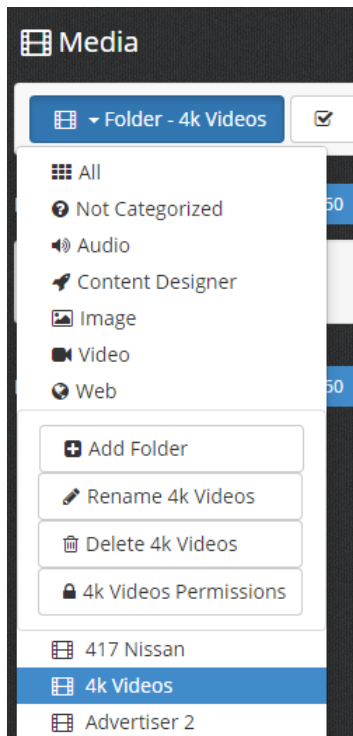 Media
Folder - 4k Videos
All
Not Categorized
50
Audio
Content Designer
Image
Video
Web
50
Add Folder
Rename 4k Videos
Delete 4k Videos
4k Videos Permissions
417 Nissan
4k Videos
Advertiser 2